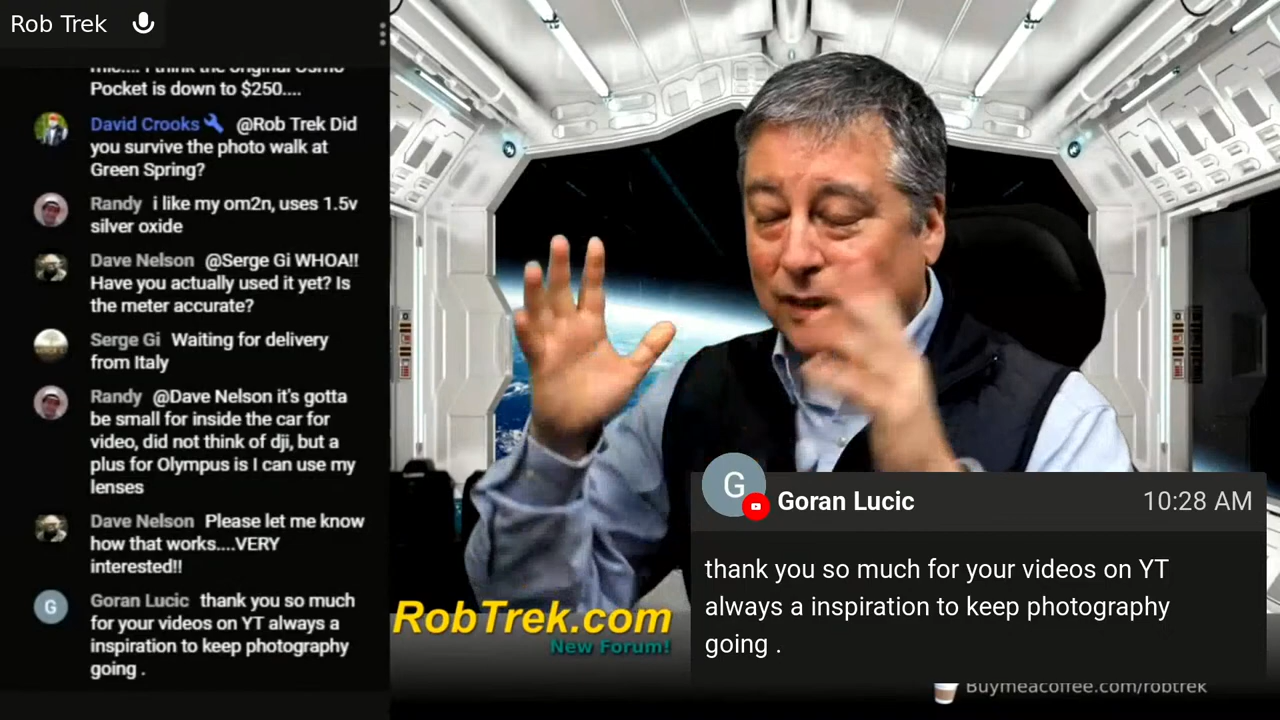 Rob Trek
mic.... I think the original Osmo
Pocket is down to $250....
David Crooks @Rob Trek Did
you survive the photo walk at
Green Spring?
Randy i like my om2n, uses 1.5v
silver oxide
Dave Nelson @Serge Gi WHOA!!
Have you actually used it yet? Is
the meter accurate?
Serge Gi Waiting for delivery
from Italy
Randy @Dave Nelson it's gotta
be small for inside the car for
video, did not think of dji, but a
plus for Olympus is I can use my
lenses
Dave Nelson Please let me know
how that works....VERY
interested!!
G
Goran Lucic thank you so much
for your videos on YT always a
inspiration to keep photography
going .
RobTrek.com
New Forum!
G
Goran Lucic 10:28 AM
thank you so much for your videos on YT
always a inspiration to keep photography
going .
Buymeacoffee.com/robtrek